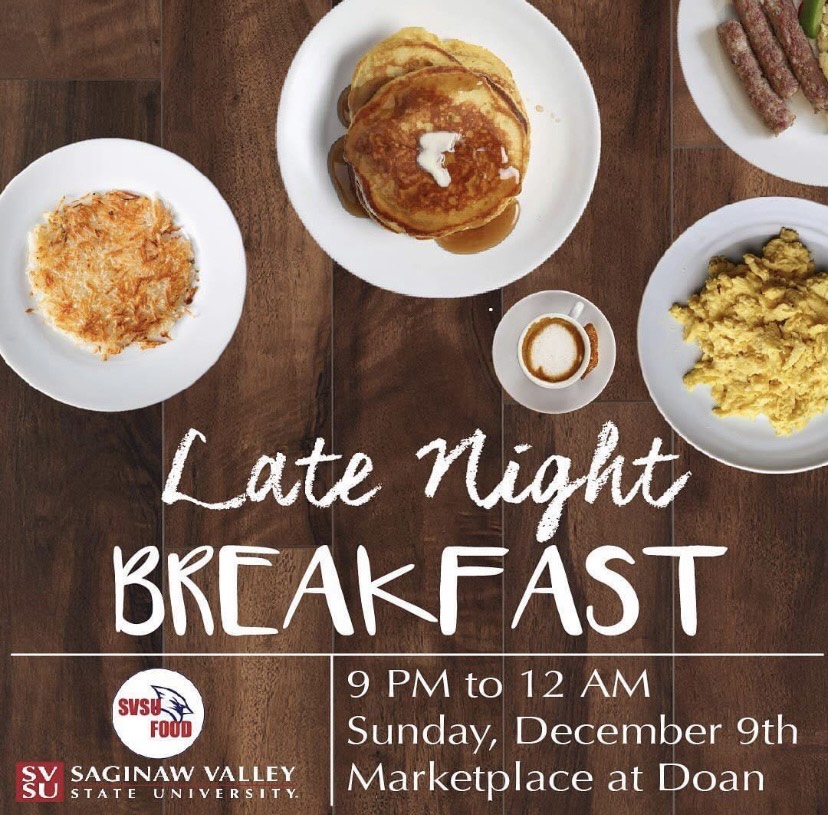 Late Night
BREAKFAST
SVSU
FOOD
SV
SU
SAGINAW VALLEY
STATE UNIVERSITY.
9 PM to 12 AM
Sunday, December 9th
Marketplace at Doan